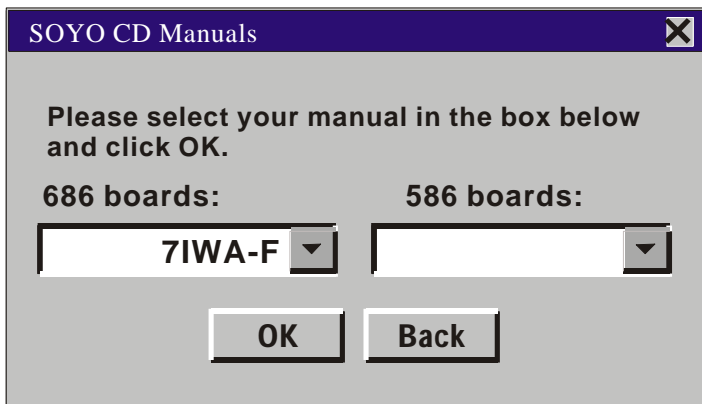 SOYO CD Manuals
Please select your manual in the box below
and click OK.
686 boards: 586 boards:
7IWA-F
OK Back